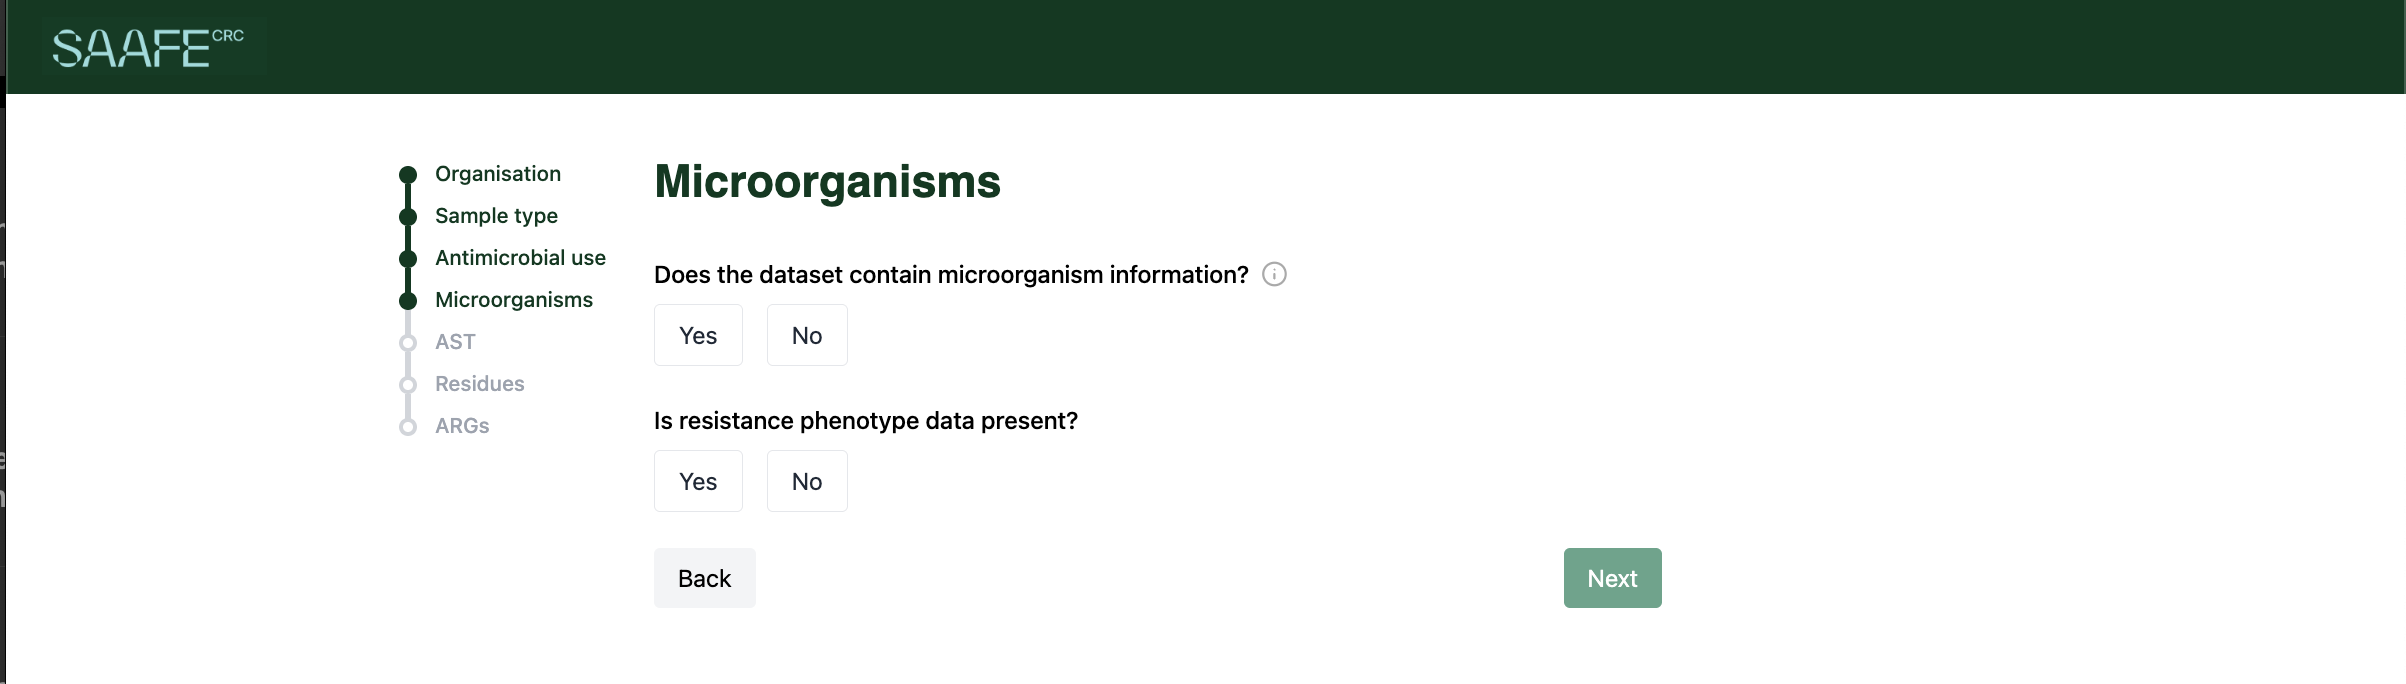 SAAFE CRC
Organisation
Sample type
Antimicrobial use
Microorganisms
AST
Residues
ARGs
Microorganisms
Does the dataset contain microorganism information?
Yes No
Is resistance phenotype data present?
Yes No
Back Next